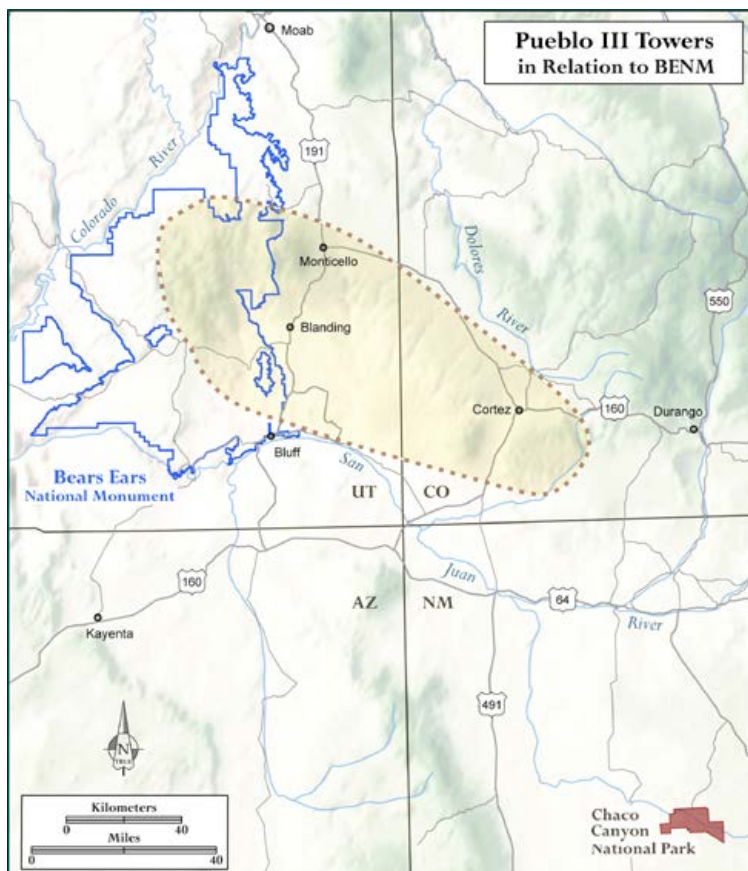 Pueblo III Towers
in Relation to BENM
Moab
191
Colorado
River
Monticello
Dolores
River
550
Blanding
Cortez
160
Durango
Bluff
San
Bears Ears
National Monument
UT
CO
160
Juan
AZ
NM
64
River
Kayenta
491
N
TRUE
Kilometers
0
40
Miles
0
40
Chaco
Canyon
National Park